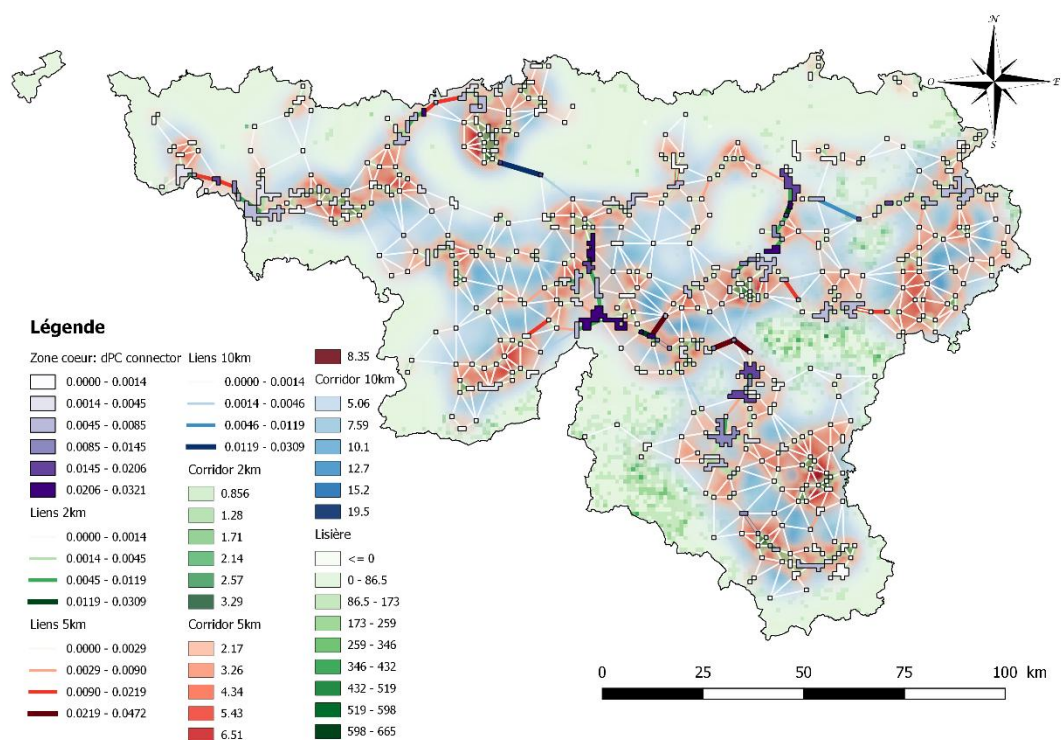 N
O
E
S
Légende
Zone coeur: dPC connector
0.0000 - 0.0014
0.0014 - 0.0045
0.0045 - 0.0085
0.0085 - 0.0145
0.0145 - 0.0206
0.0206 - 0.0321
Liens 2km
0.0000 - 0.0014
0.0014 - 0.0045
0.0045 - 0.0119
0.0119 - 0.0309
Liens 5km
0.0000 - 0.0029
0.0029 - 0.0090
0.0090 - 0.0219
0.0219 - 0.0472
Liens 10km
0.0000 - 0.0014
0.0014 - 0.0046
0.0046 - 0.0119
0.0119 - 0.0309
Corridor 2km
0.856
1.28
1.71
2.14
2.57
3.29
Corridor 5km
2.17
3.26
4.34
5.43
6.51
8.35
Corridor 10km
5.06
7.59
10.1
12.7
15.2
19.5
Lisière
<= 0
0 - 86.5
86.5 - 173
173 - 259
259 - 346
346 - 432
432 - 519
519 - 598
598 - 665
0 25 50 75 100 km